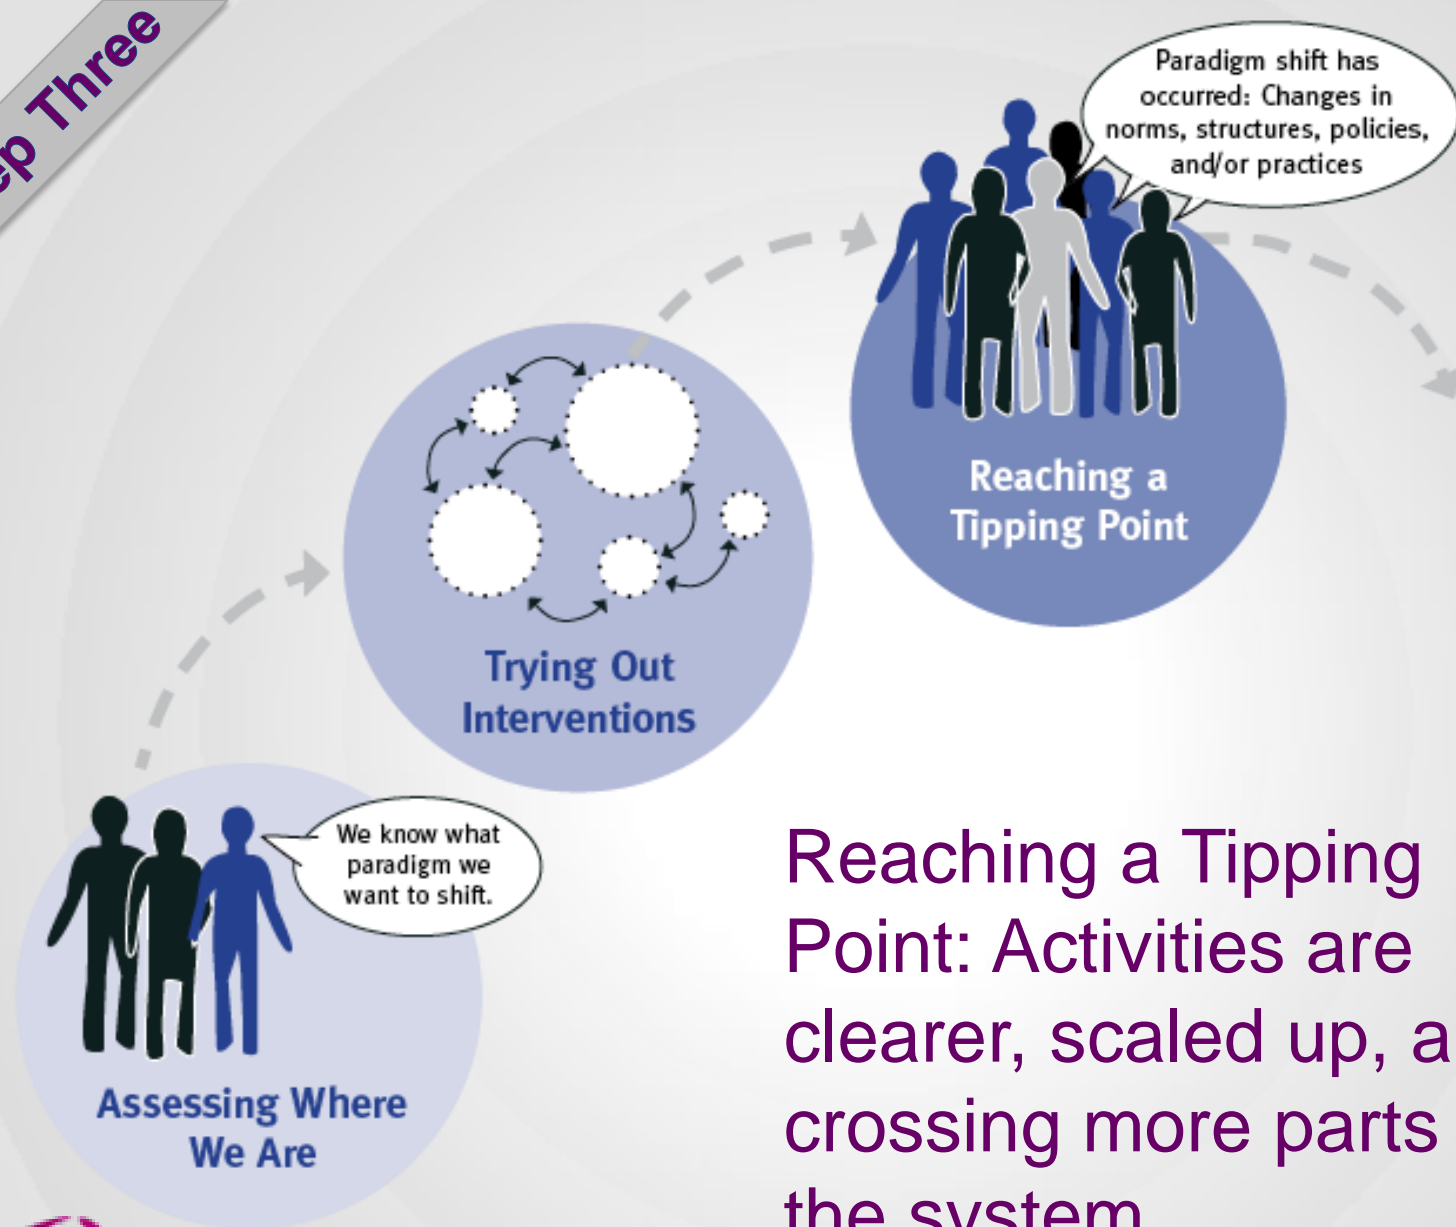 Three
Paradigm shift has
occurred: Changes in
norms, structures, policies,
and/or practices
Reaching a
Tipping Point
Trying Out
Interventions
We know what
paradigm we
want to shift.
Assessing Where
We Are
Reaching a Tipping
Point: Activities are
clearer, scaled up, a
crossing more parts
the system